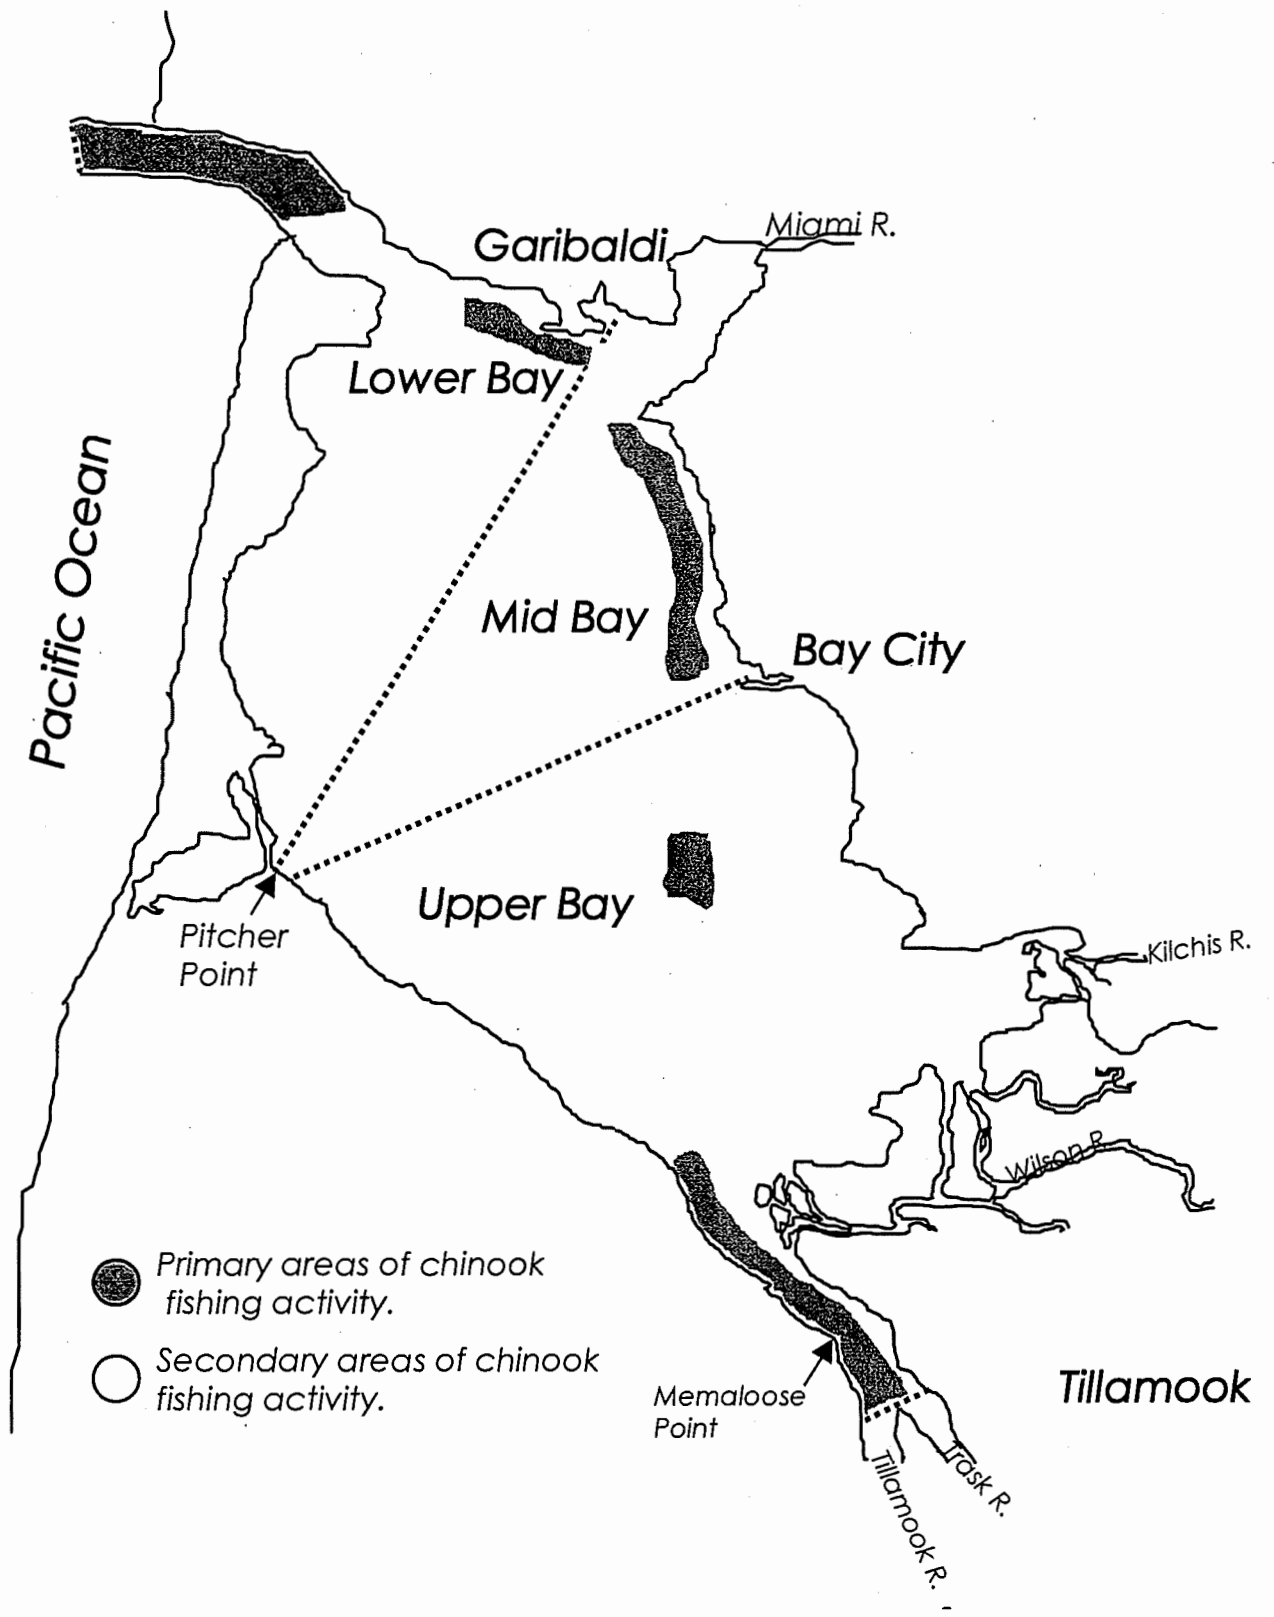 Miami R.
Garibaldi
Lower Bay
Pacific Ocean
Mid Bay
Bay City
Upper Bay
Pitcher
Point
Kilchis R.
Wilson R.
Primary areas of chinook
fishing activity.
Secondary areas of chinook
fishing activity.
Memaloose
Point
Tillamook
Trask R.
Tillamook R.